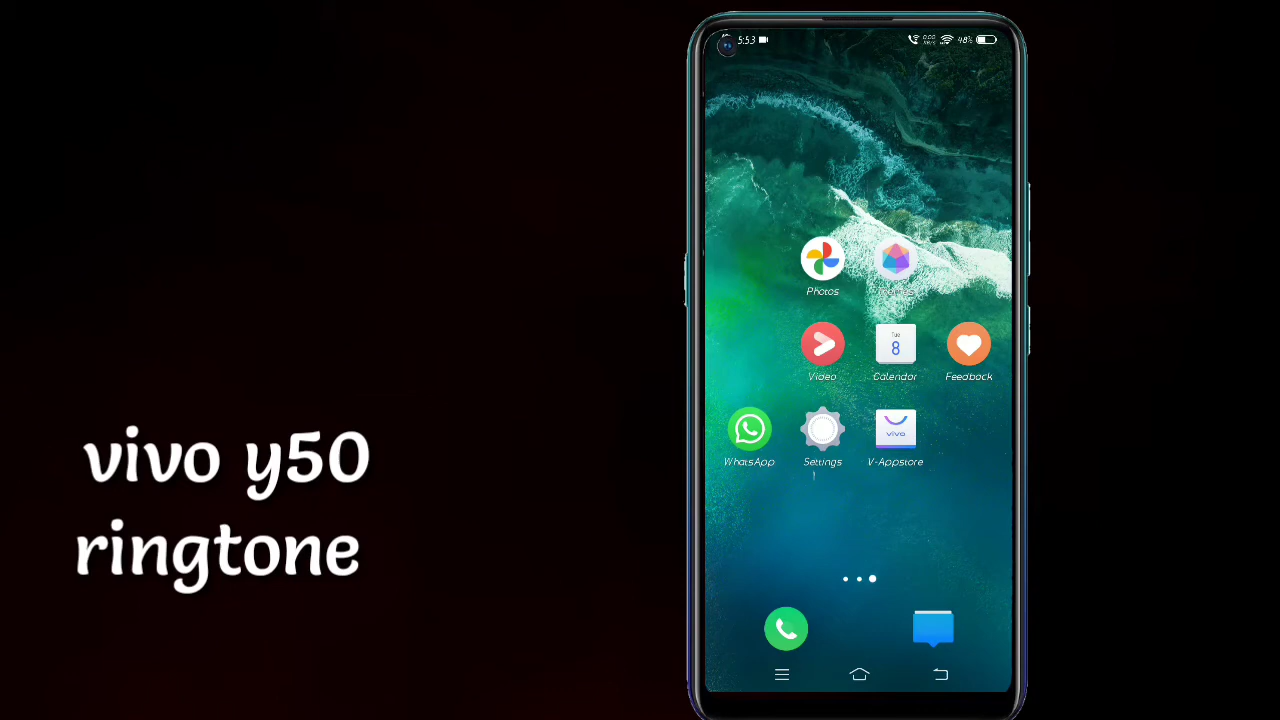 5:53 48%
Photos
Tue
8
Video Calendar Feedback
vivo
WhatsApp Settings V-Appstore
vivo y50
ringtone